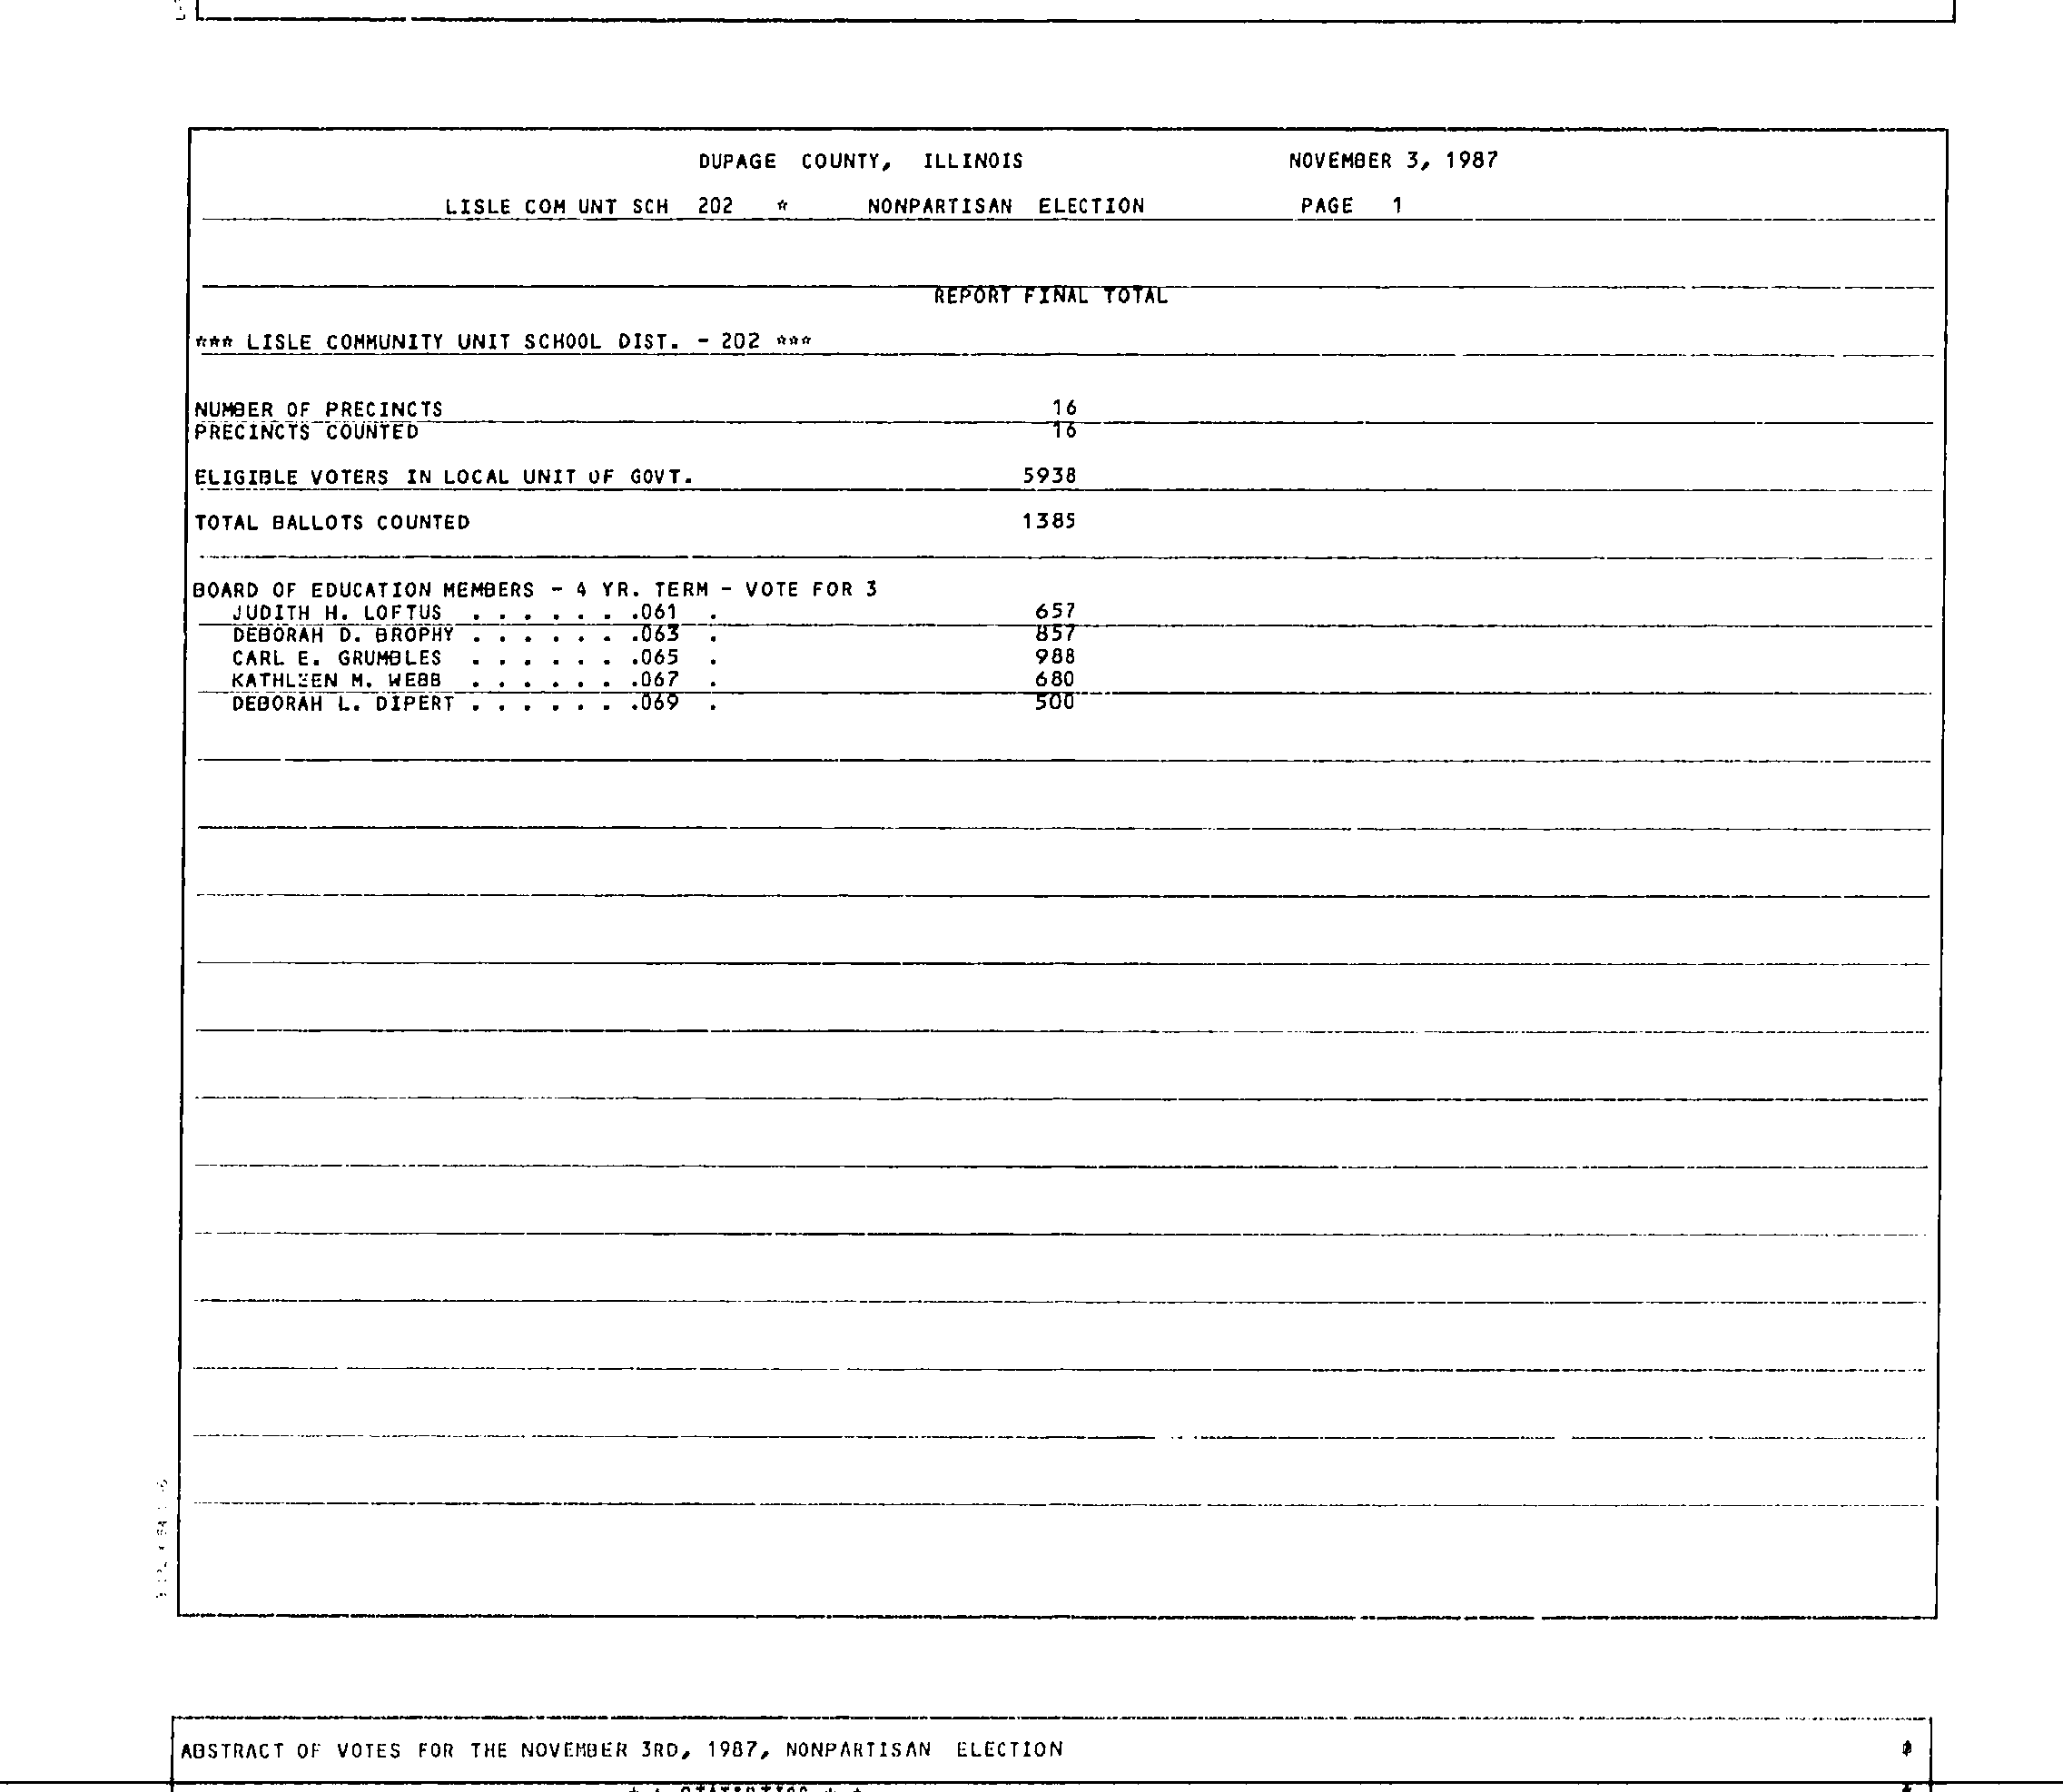 DUPAGE COUNTY, ILLINOIS NOVEMBER 3, 1987
LISLE COM UNT SCH 202 * NONPARTISAN ELECTION PAGE 1
REPORT FINAL TOTAL
*** LISLE COMMUNITY UNIT SCHOOL DIST. - 202 ***
NUMBER OF PRECINCTS 16
PRECINCTS COUNTED 16
ELIGIBLE VOTERS IN LOCAL UNIT OF GOVT. 5938
TOTAL BALLOTS COUNTED 1385
BOARD OF EDUCATION MEMBERS - 4 YR. TERM - VOTE FOR 3
JUDITH H. LOFTUS . . . . . . .061 . 657
DEBORAH D. BROPHY . . . . . . .063 . 857
CARL E. GRUMBLES . . . . . . .065 . 988
KATHLEEN M. WEBB . . . . . . .067 . 680
DEBORAH L. DIPERT . . . . . . .069 . 500
ABSTRACT OF VOTES FOR THE NOVEMBER 3RD, 1987, NONPARTISAN ELECTION